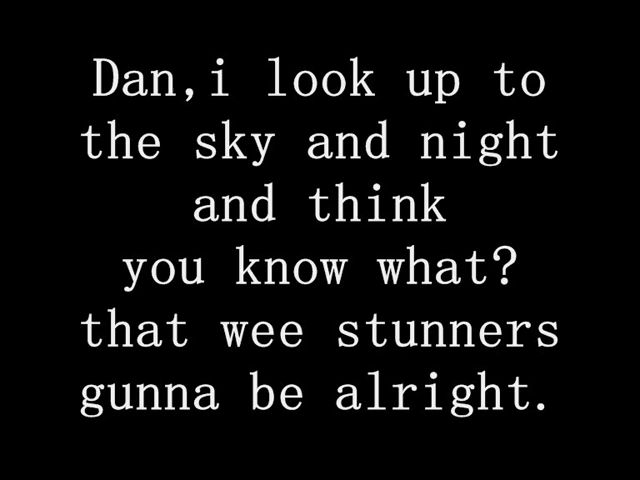 Dan,i look up to
the sky and night
and think
you know what?
that wee stunners
gunna be alright.